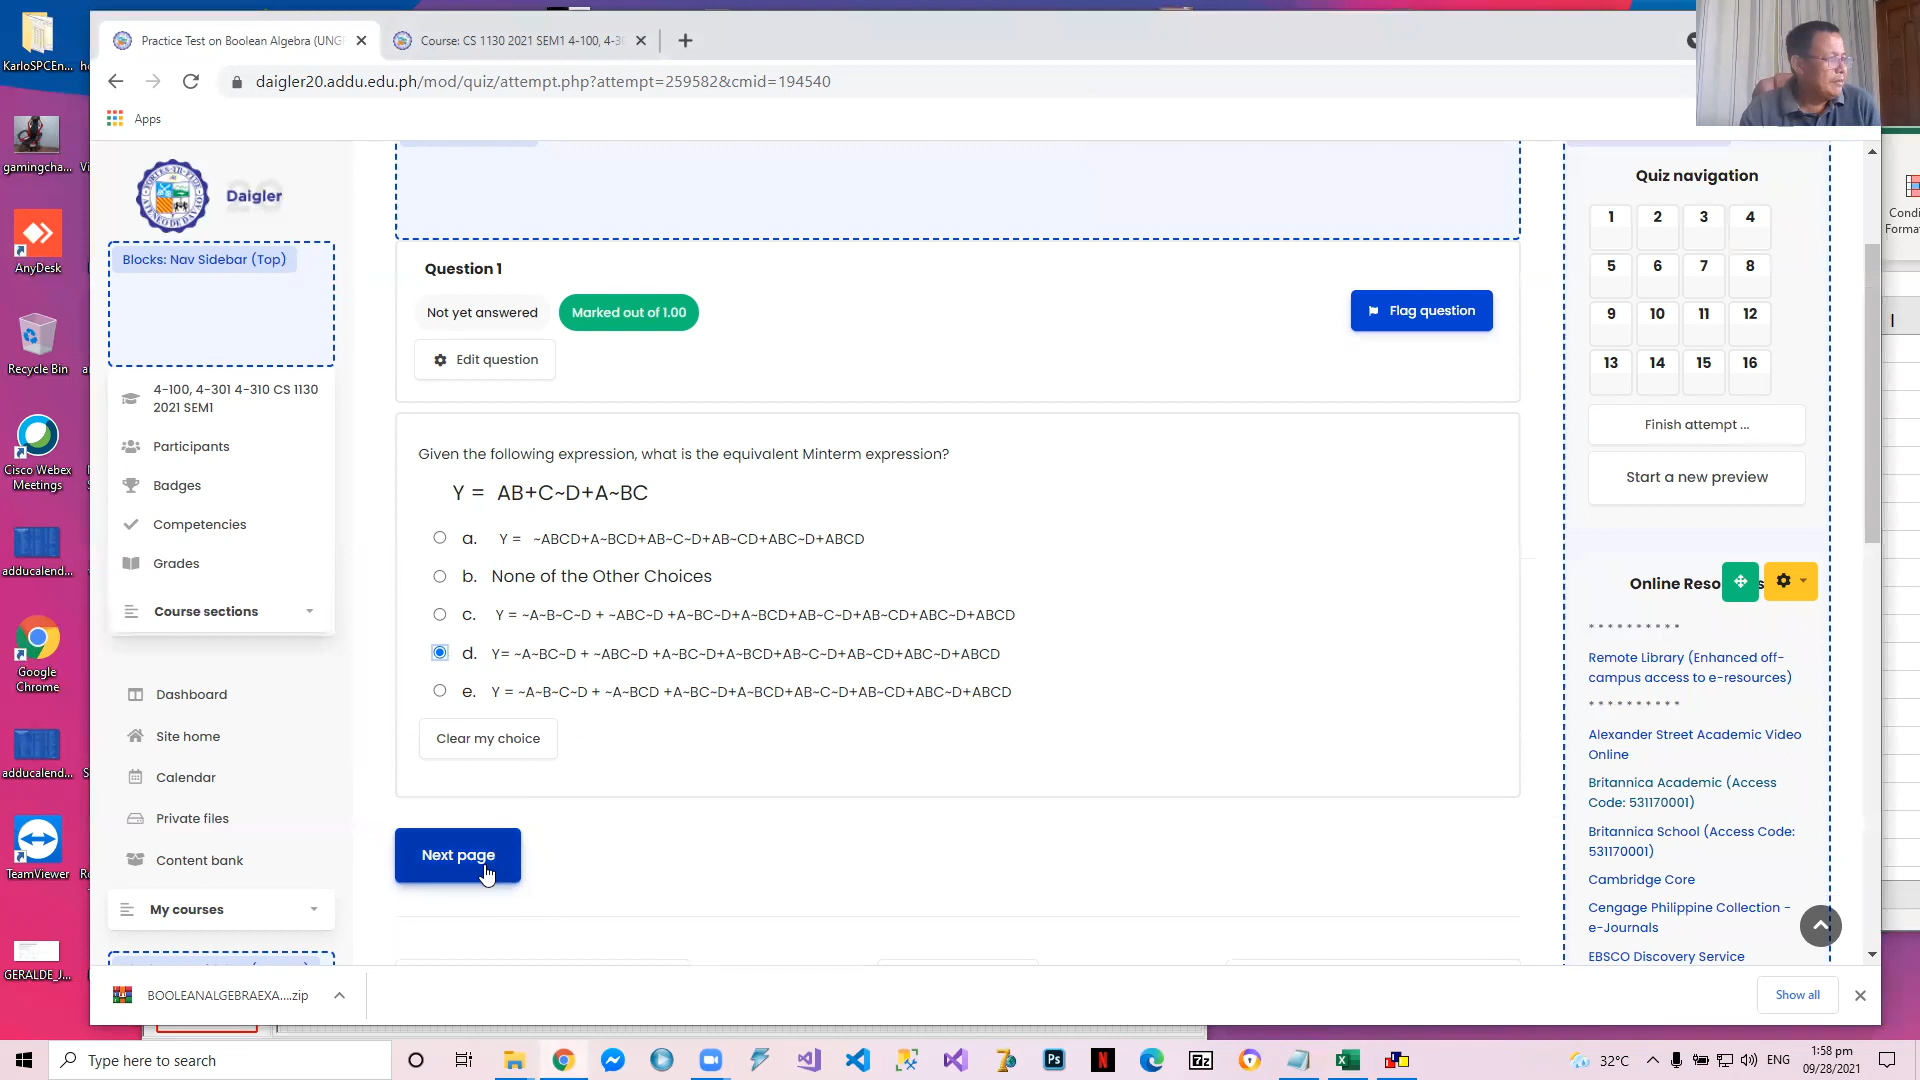 KarloSPCEn...
gamingcha...
AnyDesk
Recycle Bin
Cisco Webex
Meetings
adducalend...
Google
Chrome
adducalend...
TeamViewer
GERALDE_J...
Practice Test on Boolean Algebra (UNGF
Course: CS 1130 2021 SEM1 4-100, 4-30
daigler20.addu.edu.ph/mod/quiz/attempt.php?attempt=259582&cmid=194540
Apps
Daigler
Blocks: Nav Sidebar (Top)
4-100, 4-301 4-310 CS 1130
2021 SEM1
Participants
Badges
Competencies
Grades
Course sections
Dashboard
Site home
Calendar
Private files
Content bank
My courses
Question 1
Not yet answered
Marked out of 1.00
Flag question
Edit question
Given the following expression, what is the equivalent Minterm expression?
Y = AB+C~D+A~BC
a. Y = ~ABCD+A~BCD+AB~C~D+AB~CD+ABC~D+ABCD
b. None of the Other Choices
c. Y = ~A~B~C~D + ~ABC~D +A~BC~D+A~BCD+AB~C~D+AB~CD+ABC~D+ABCD
d. Y= ~A~BC~D + ~ABC~D +A~BC~D+A~BCD+AB~C~D+AB~CD+ABC~D+ABCD
e. Y = ~A~B~C~D + ~A~BCD +A~BC~D+A~BCD+AB~C~D+AB~CD+ABC~D+ABCD
Clear my choice
Next page
Quiz navigation
1 2 3 4
5 6 7 8
9 10 11 12
13 14 15 16
Finish attempt ...
Start a new preview
Online Reso
* * * * * * * * * *
Remote Library (Enhanced off-
campus access to e-resources)
* * * * * * * * * *
Alexander Street Academic Video
Online
Britannica Academic (Access
Code: 531170001)
Britannica School (Access Code:
531170001)
Cambridge Core
Cengage Philippine Collection -
e-Journals
EBSCO Discovery Service
Condi
Forma
BOOLEANALGEBRAEXA....zip
Show all
Type here to search
32°C
ENG
1:58 pm
09/28/2021